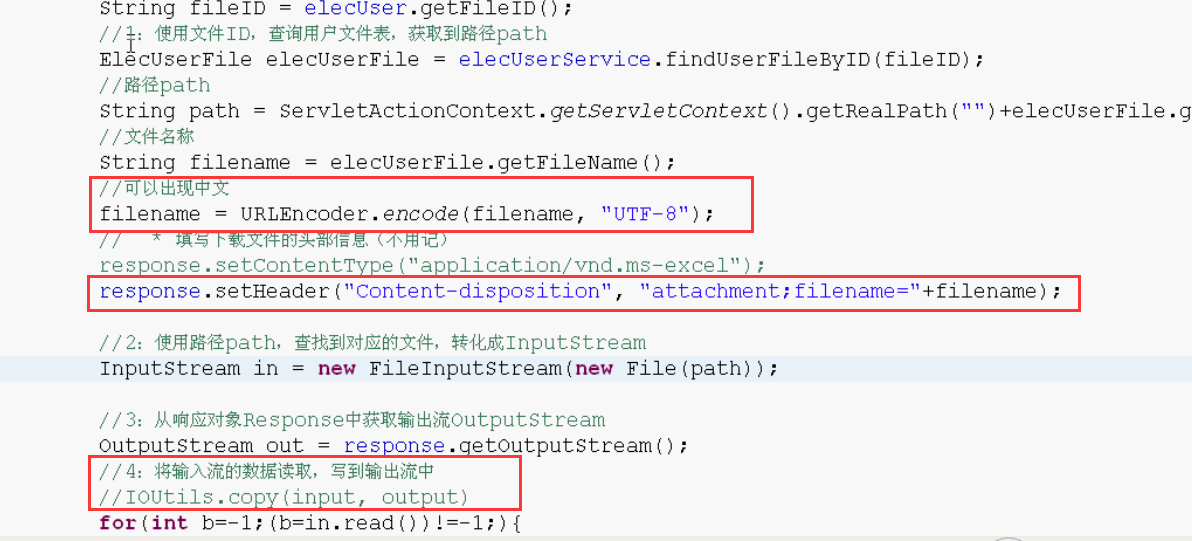 String fileID = elecUser.getFileID();
//1：使用文件ID，查询用户文件表，获取到路径path
ElecUserFile elecUserFile = elecUserService.findUserFileByID(fileID);
//路径path
String path = ServletActionContext.getServletContext().getRealPath("")+elecUserFile.g
//文件名称
String filename = elecUserFile.getFileName();
//可以出现中文
filename = URLEncoder.encode(filename, "UTF-8");
//  * 填写下载文件的头部信息（不用记）
response.setContentType("application/vnd.ms-excel");
response.setHeader("Content-disposition", "attachment;filename="+filename);
//2：使用路径path，查找到对应的文件，转化成InputStream
InputStream in = new FileInputStream(new File(path));
//3：从响应对象Response中获取输出流OutputStream
OutputStream out = response.getOutputStream();
//4：将输入流的数据读取，写到输出流中
//IOUtils.copy(input, output)
for(int b=-1;(b=in.read())!=-1;){